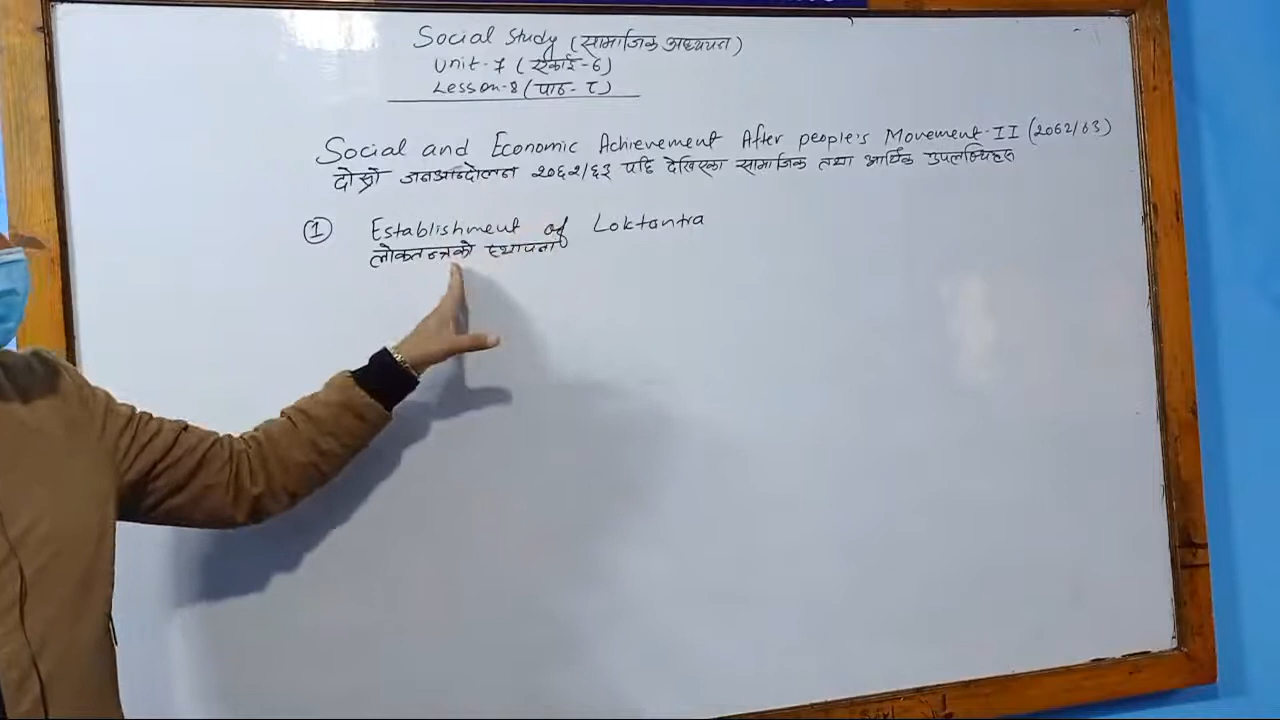 Social Study (सामाजिक अध्ययन)
Unit-7 (एकाई-6)
Lesson-8 (पाठ-८)
Social and Economic Achievement After people's Movement-II (2062/63)
दोस्रो जनआन्दोलन २०६२/६३ पछि देखिएका सामाजिक तथा आर्थिक उपलब्धिहरु
① Establishment of Loktantra
लोकतन्त्रको स्थापना